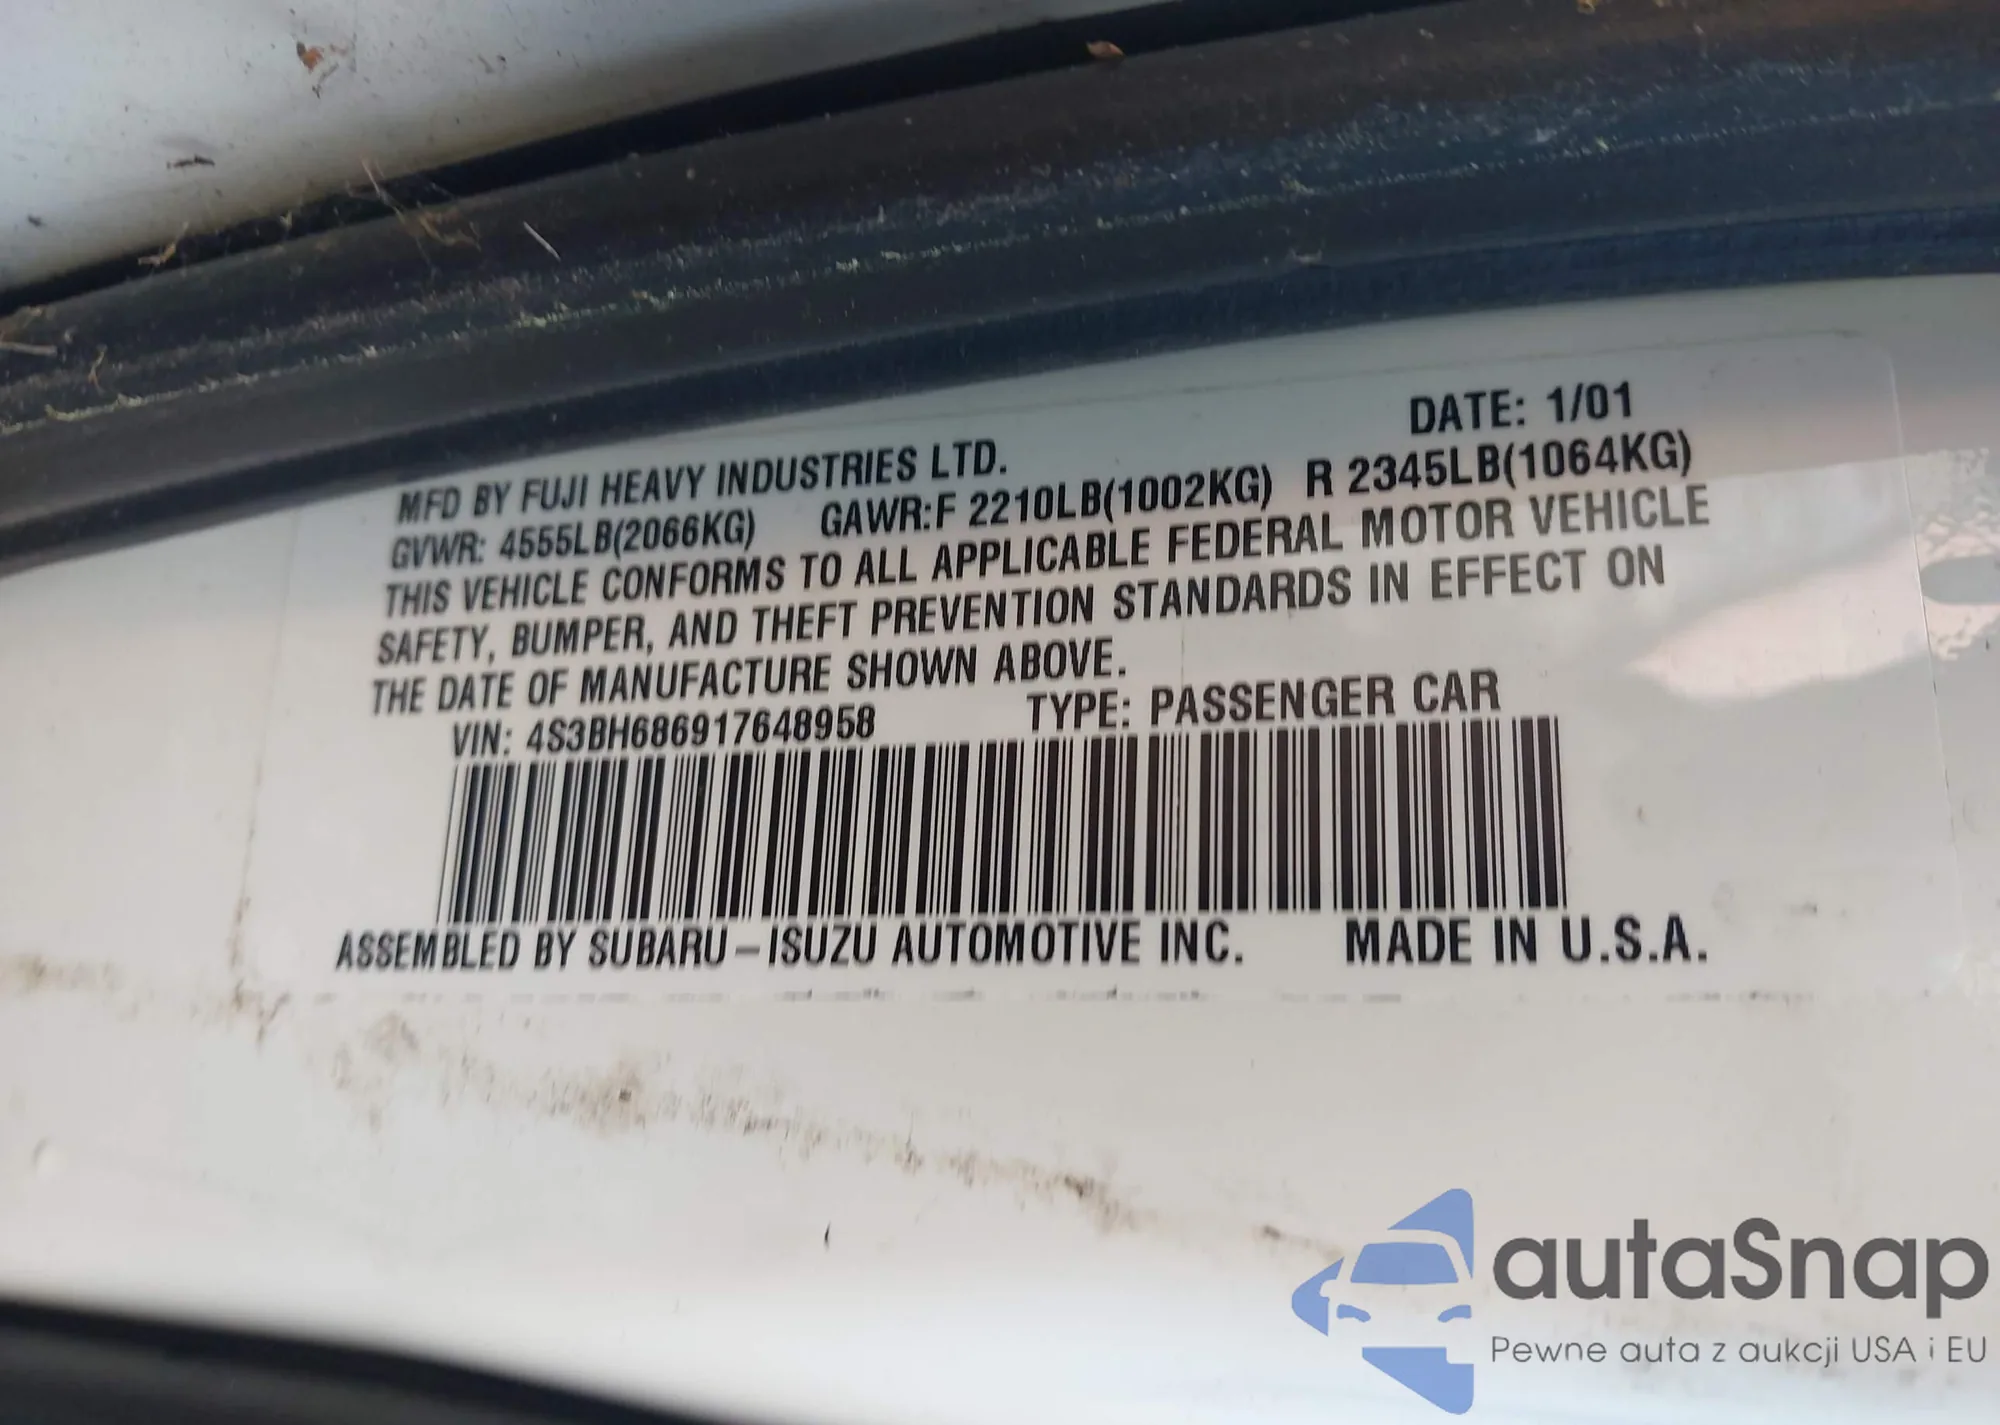 DATE: 1/01
MFD BY FUJI HEAVY INDUSTRIES LTD.
GVWR: 4555LB(2066KG) GAWR:F 2210LB(1002KG) R 2345LB(1064KG)
THIS VEHICLE CONFORMS TO ALL APPLICABLE FEDERAL MOTOR VEHICLE
SAFETY, BUMPER, AND THEFT PREVENTION STANDARDS IN EFFECT ON
THE DATE OF MANUFACTURE SHOWN ABOVE.
VIN: 4S3BH686917648958 TYPE: PASSENGER CAR
ASSEMBLED BY SUBARU-ISUZU AUTOMOTIVE INC. MADE IN U.S.A.
autaSnap
Pewne auta z aukcji USA i EU